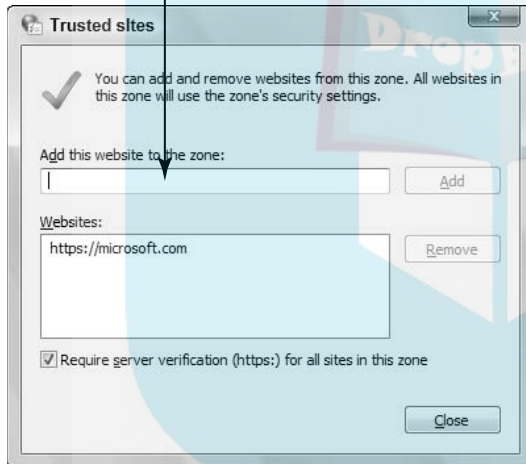 Trusted sItes
You can add and remove websites from this zone. All websites in
this zone will use the zone's security settings.
Add this website to the zone:
Add
Websites:
https://microsoft.com
Remove
Require server verification (https:) for all sites in this zone
Close